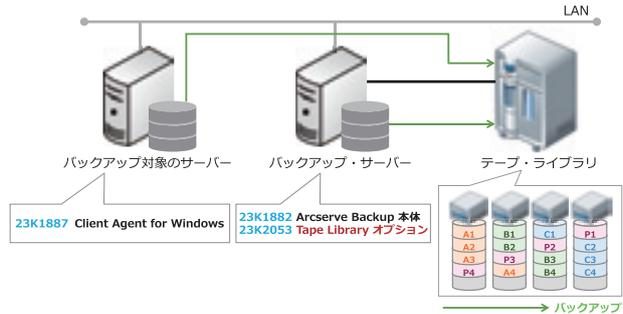 LAN
バックアップ対象のサーバー
バックアップ・サーバー
テープ・ライブラリ
23K1887 Client Agent for Windows
23K1882 Arcserve Backup 本体
23K2053 Tape Library オプション
A1 B1 C1 P1
A2 B2 P2 C2
A3 P3 B3 C3
P4 A4 B4 C4
バックアップ